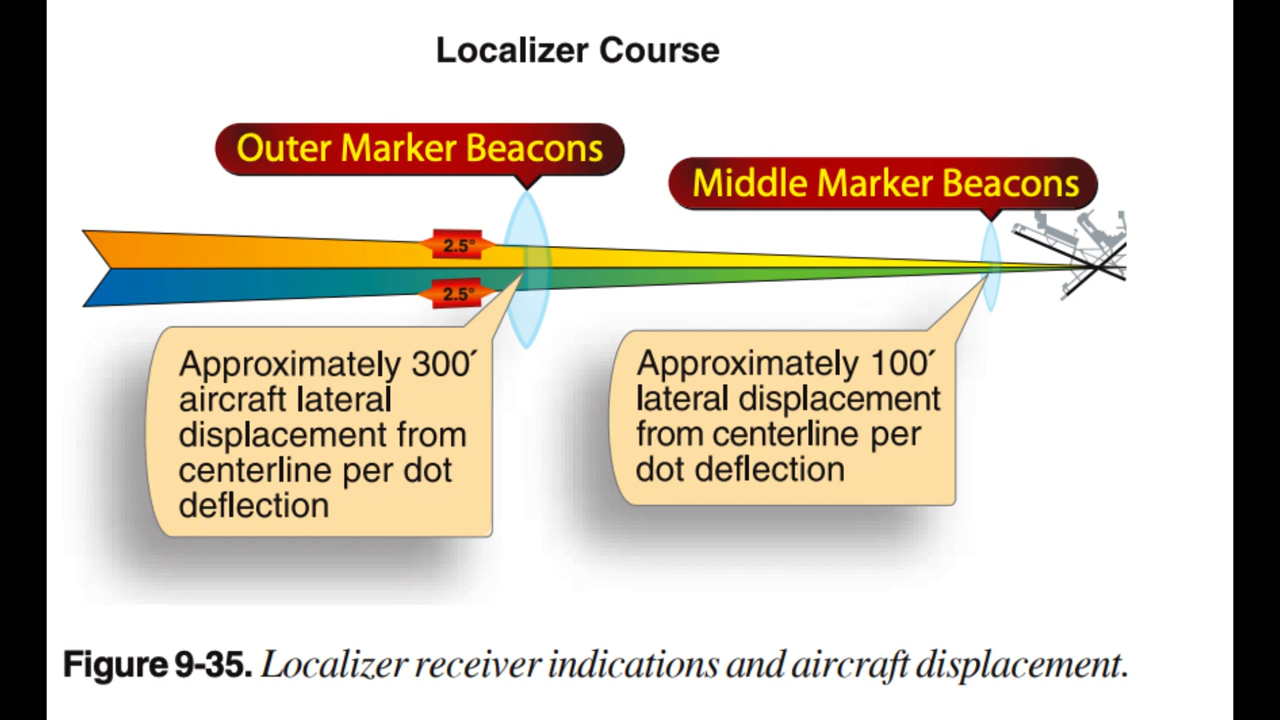 Localizer Course
Outer Marker Beacons
Middle Marker Beacons
2.5°
2.5°
Approximately 300′
aircraft lateral
displacement from
centerline per dot
deflection
Approximately 100′
lateral displacement
from centerline per
dot deflection
Figure 9-35. Localizer receiver indications and aircraft displacement.